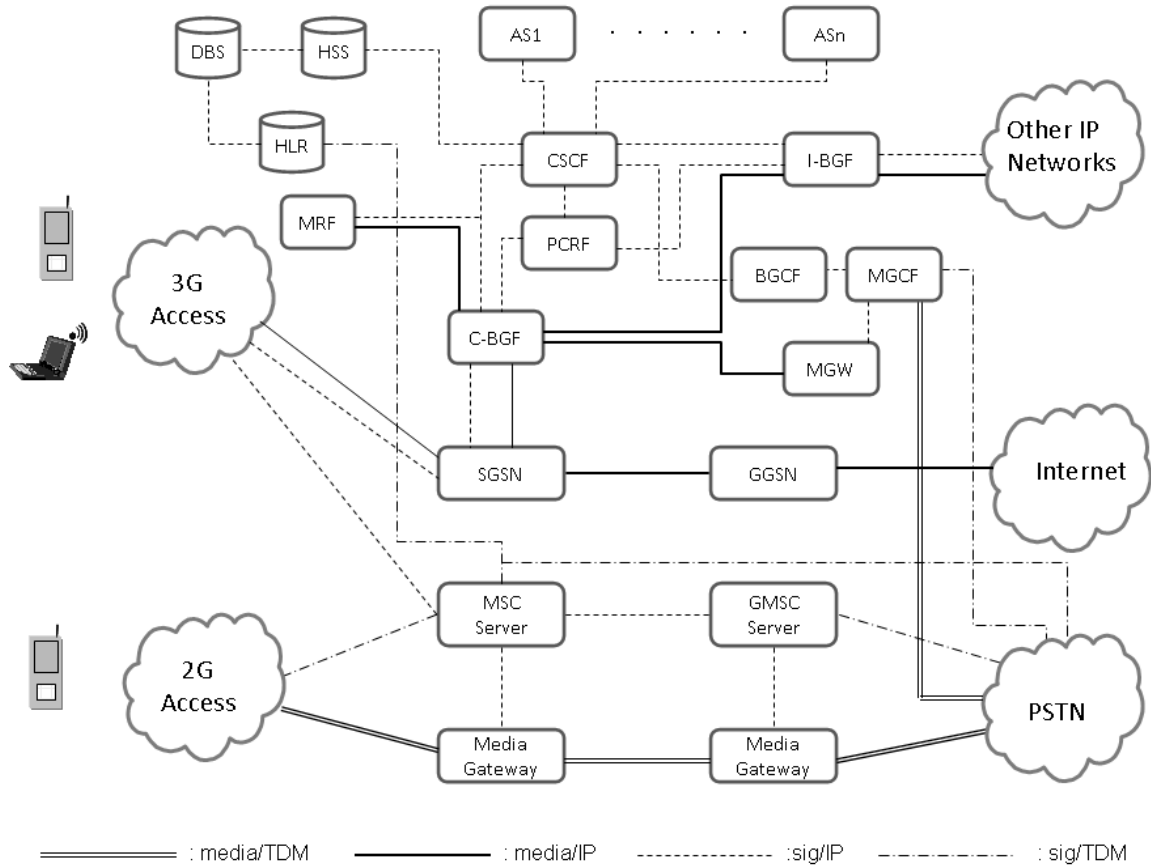 AS1
. . . . . .
ASn
DBS
HSS
HLR
CSCF
I-BGF
Other IP
Networks
MRF
PCRF
BGCF
MGCF
3G
Access
C-BGF
MGW
SGSN
GGSN
Internet
MSC
Server
GMSC
Server
2G
Access
PSTN
Media
Gateway
Media
Gateway
: media/TDM
: media/IP
:sig/IP
: sig/TDM